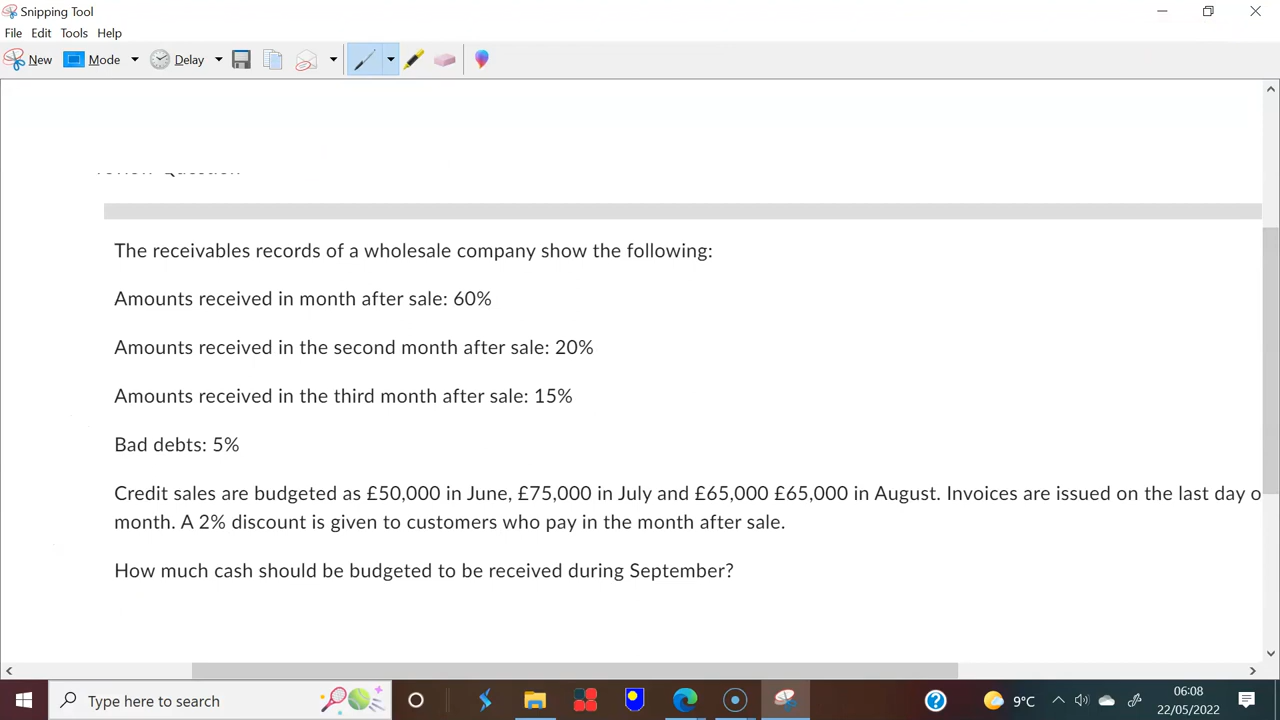 Snipping Tool
File Edit Tools Help
New Mode Delay
Question
The receivables records of a wholesale company show the following:
Amounts received in month after sale: 60%
Amounts received in the second month after sale: 20%
Amounts received in the third month after sale: 15%
Bad debts: 5%
Credit sales are budgeted as £50,000 in June, £75,000 in July and £65,000 £65,000 in August. Invoices are issued on the last day o
month. A 2% discount is given to customers who pay in the month after sale.
How much cash should be budgeted to be received during September?
Type here to search
9°C
06:08
22/05/2022